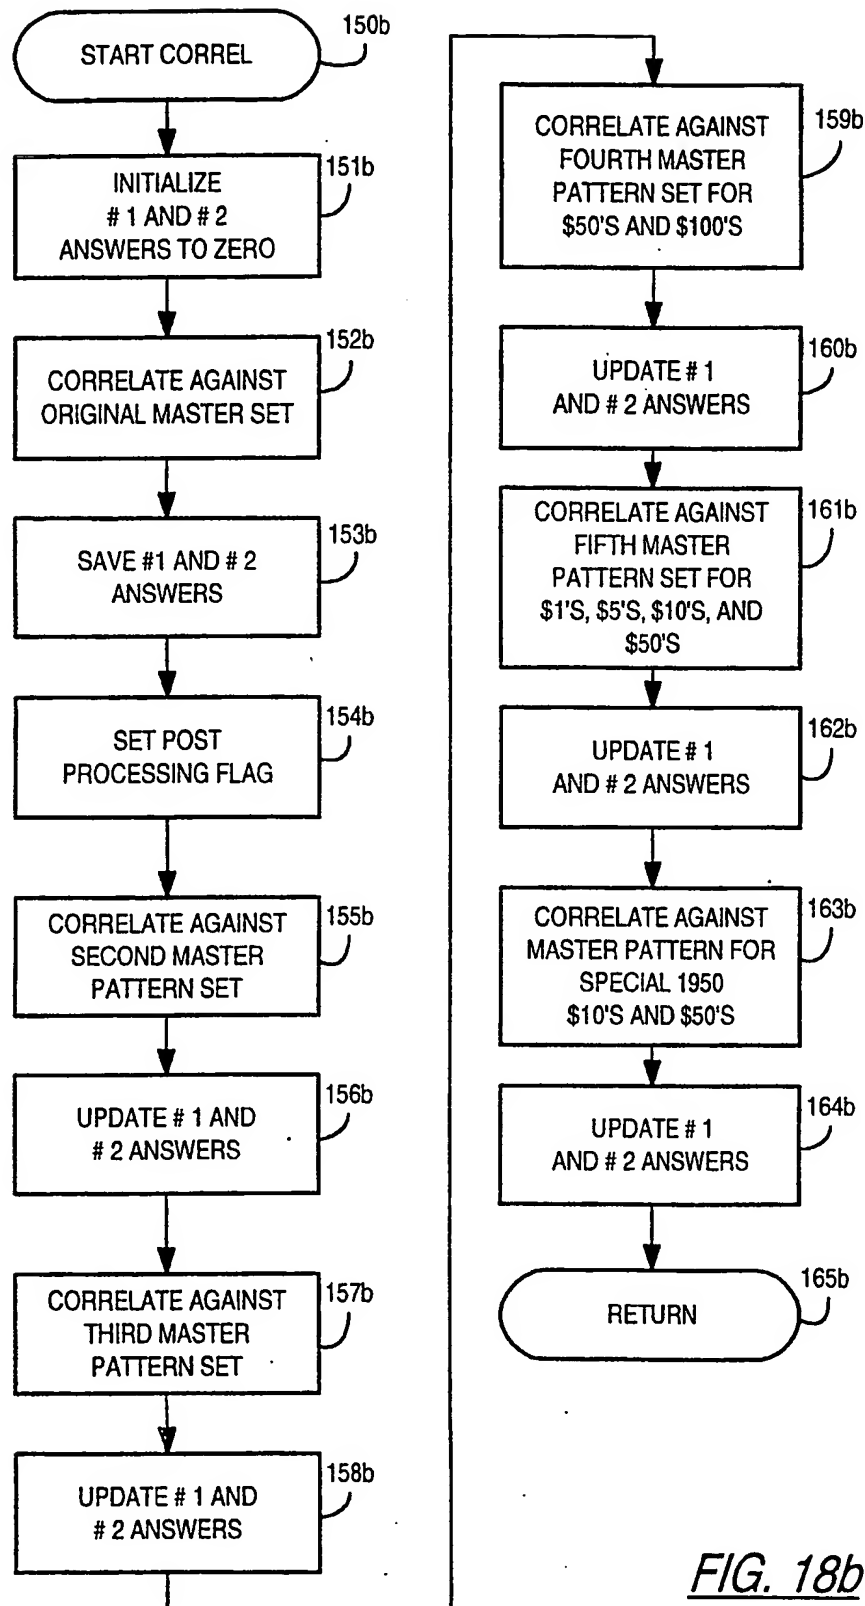 START CORREL
150b
INITIALIZE
# 1 AND # 2
ANSWERS TO ZERO
151b
CORRELATE AGAINST
ORIGINAL MASTER SET
152b
SAVE #1 AND # 2
ANSWERS
153b
SET POST
PROCESSING FLAG
154b
CORRELATE AGAINST
SECOND MASTER
PATTERN SET
155b
UPDATE # 1 AND
# 2 ANSWERS
156b
CORRELATE AGAINST
THIRD MASTER
PATTERN SET
157b
UPDATE # 1 AND
# 2 ANSWERS
158b
CORRELATE AGAINST
FOURTH MASTER
PATTERN SET FOR
$50'S AND $100'S
159b
UPDATE # 1
AND # 2 ANSWERS
160b
CORRELATE AGAINST
FIFTH MASTER
PATTERN SET FOR
$1'S, $5'S, $10'S, AND
$50'S
161b
UPDATE # 1
AND # 2 ANSWERS
162b
CORRELATE AGAINST
MASTER PATTERN FOR
SPECIAL 1950
$10'S AND $50'S
163b
UPDATE # 1
AND # 2 ANSWERS
164b
RETURN
165b
FIG. 18b